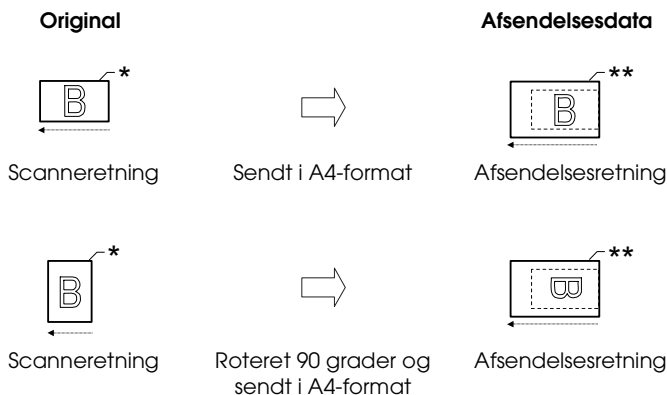 Original Afsendelsesdata
B * B **
Scanneretning Sendt i A4-format Afsendelsesretning
B * B **
Scanneretning Roteret 90 grader og Afsendelsesretning
sendt i A4-format